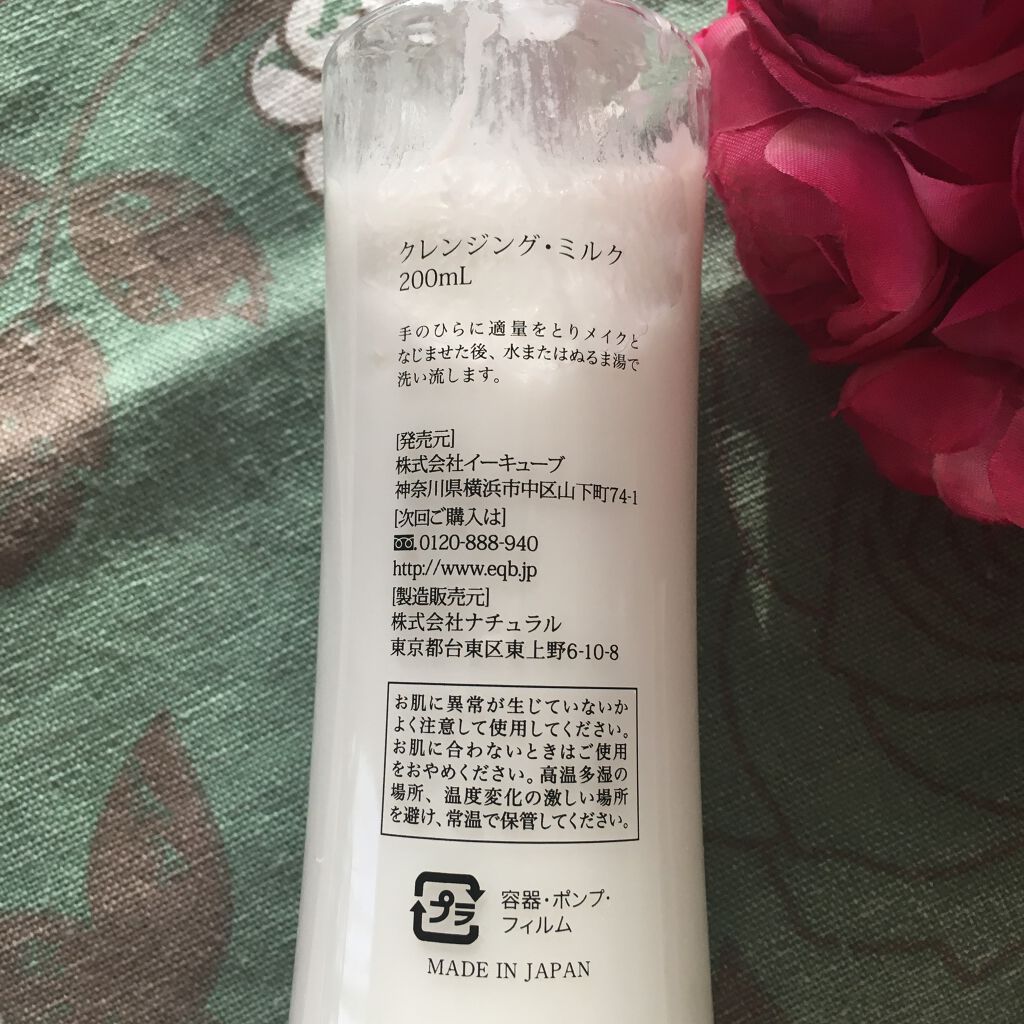 クレンジング・ミルク
200mL
手のひらに適量をとりメイクと
なじませた後、水またはぬるま湯で
洗い流します。
[発売元]
株式会社イーキューブ
神奈川県横浜市中区山下町74-1
[次回ご購入は]
0120-888-940
http://www.eqb.jp
[製造販売元]
株式会社ナチュラル
東京都台東区東上野6-10-8
お肌に異常が生じていないか
よく注意して使用してください。
お肌に合わないときはご使用
をおやめください。高温多湿の
場所、温度変化の激しい場所
を避け、常温で保管してください。
プラ
容器・ポンプ・
フィルム
MADE IN JAPAN